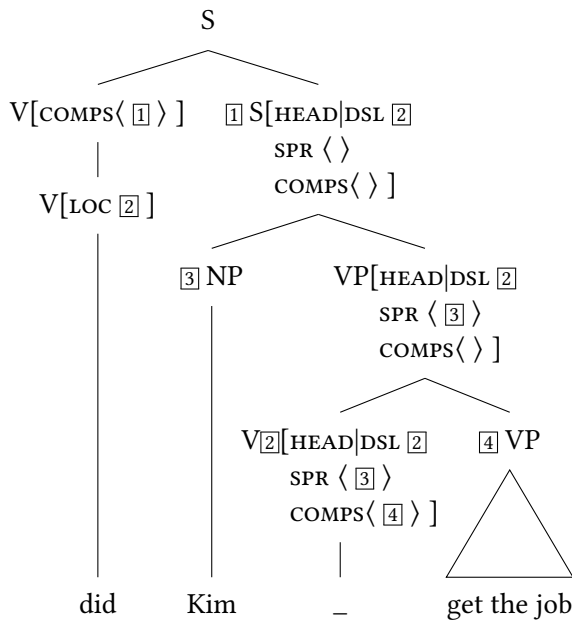 S
V[COMPS⟨ 1 ⟩ ] 1 S[HEAD|DSL 2
SPR ⟨ ⟩
COMPS⟨ ⟩ ]
V[LOC 2 ]
3 NP VP[HEAD|DSL 2
SPR ⟨ 3 ⟩
COMPS⟨ ⟩ ]
V2[HEAD|DSL 2 4 VP
SPR ⟨ 3 ⟩
COMPS⟨ 4 ⟩ ]
did Kim _ get the job